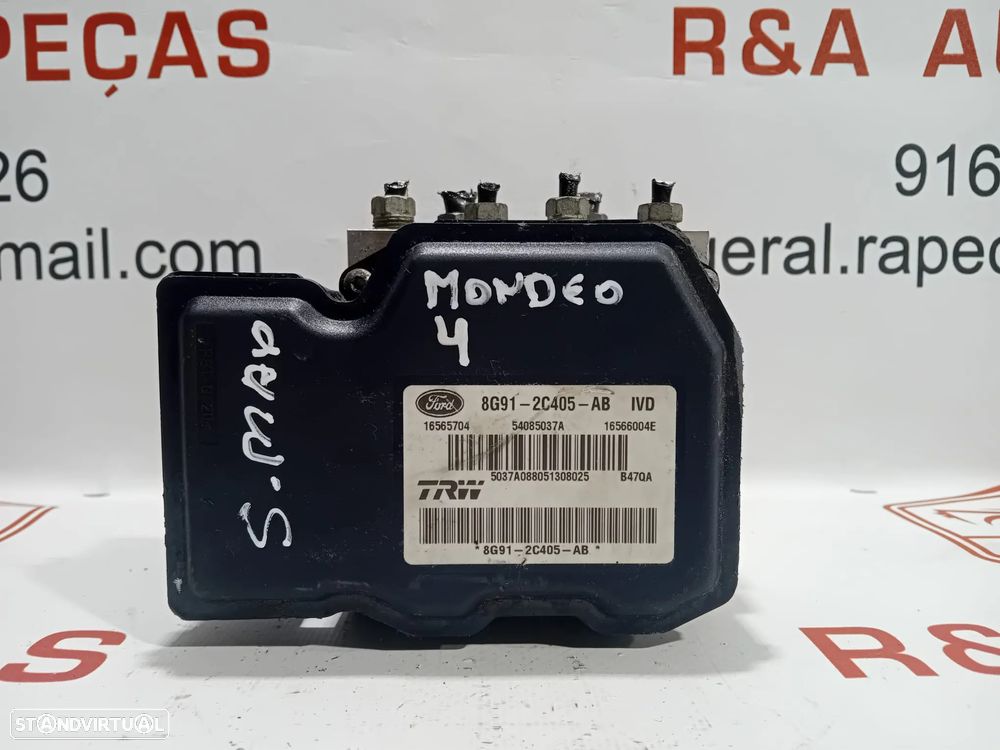 PEÇAS
R&A AU
26
916
mail.com
geral.rapec
MONDEO
4
S.MAX
Ford
8G91-2C405-AB IVD
16565704 54085037A 16566004E
5037A088051308025 B47QA
TRW
*8G91-2C405-AB*
S
R&A
STANDVIRTUAL